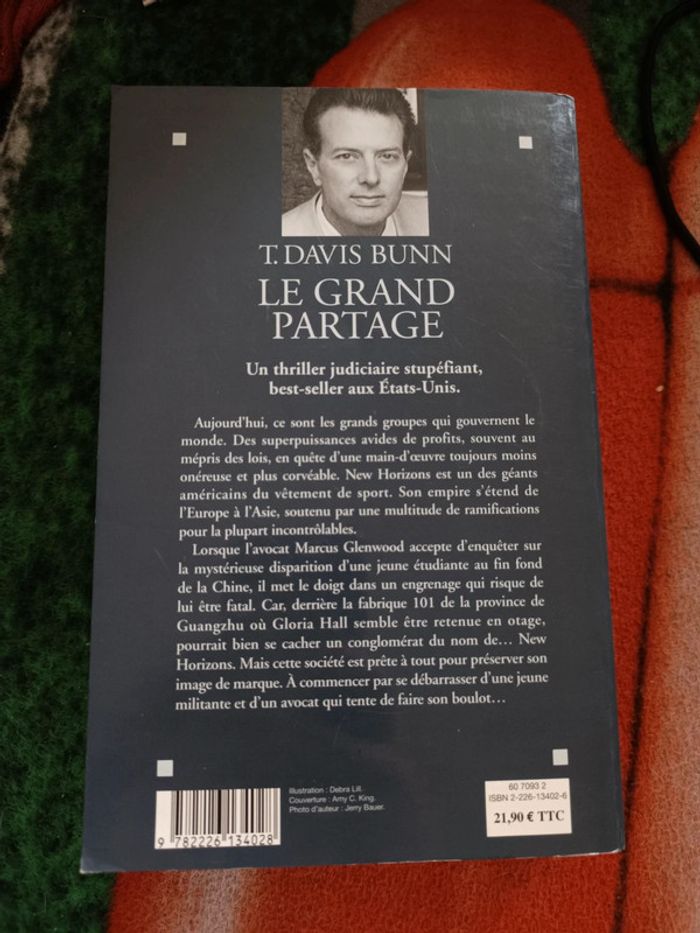 T. DAVIS BUNN
LE GRAND
PARTAGE
Un thriller judiciaire stupéfiant,
best-seller aux États-Unis.
Aujourd'hui, ce sont les grands groupes qui gouvernent le
monde. Des superpuissances avides de profits, souvent au
mépris des lois, en quête d'une main-d'œuvre toujours moins
onéreuse et plus corvéable. New Horizons est un des géants
américains du vêtement de sport. Son empire s'étend de
l'Europe à l'Asie, soutenu par une multitude de ramifications
pour la plupart incontrôlables.
Lorsque l'avocat Marcus Glenwood accepte d'enquêter sur
la mystérieuse disparition d'une jeune étudiante au fin fond
de la Chine, il met le doigt dans un engrenage qui risque de
lui être fatal. Car, derrière la fabrique 101 de la province de
Guangzhu où Gloria Hall semble être retenue en otage,
pourrait bien se cacher un conglomérat du nom de… New
Horizons. Mais cette société est prête à tout pour préserver son
image de marque. À commencer par se débarrasser d'une jeune
militante et d'un avocat qui tente de faire son boulot…
Illustration : Debra Lill.
Couverture : Amy C. King.
Photo d'auteur : Jerry Bauer.
9 782226 134028
60 7093 2
ISBN 2-226-13402-6
21,90 € TTC